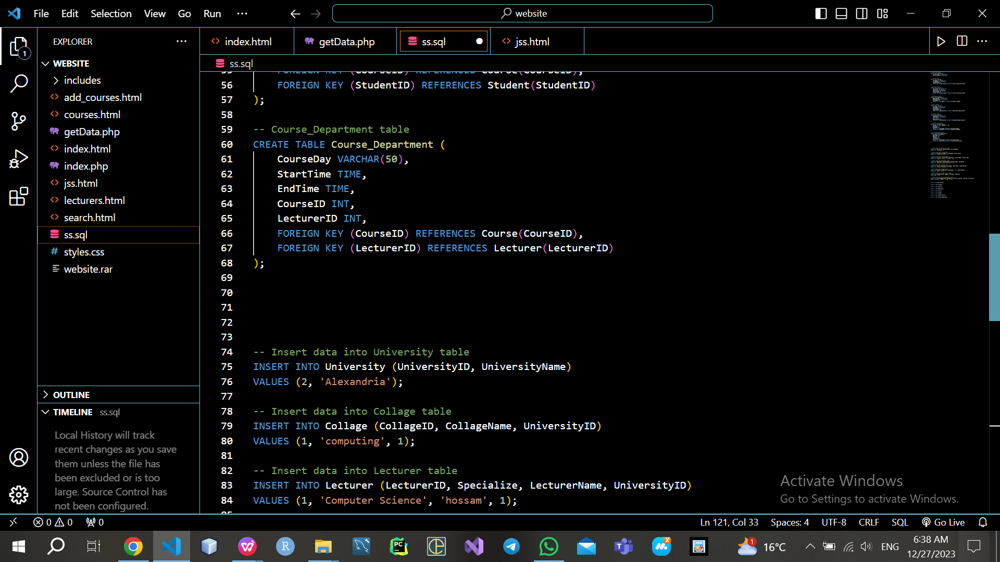 File Edit Selection View Go Run ···
website
EXPLORER
index.html
getData.php
ss.sql
jss.html
1
WEBSITE
ss.sql
includes
add_courses.html
courses.html
getData.php
index.html
index.php
jss.html
lecturers.html
search.html
ss.sql
styles.css
website.rar
OUTLINE
TIMELINE ss.sql
Local History will track
recent changes as you save
them unless the file has
been excluded or is too
large. Source Control has
not been configured.
55 FOREIGN KEY (CourseID) REFERENCES Course(CourseID),
56 FOREIGN KEY (StudentID) REFERENCES Student(StudentID)
57 );
58
59 -- Course_Department table
60 CREATE TABLE Course_Department (
61 CourseDay VARCHAR(50),
62 StartTime TIME,
63 EndTime TIME,
64 CourseID INT,
65 LecturerID INT,
66 FOREIGN KEY (CourseID) REFERENCES Course(CourseID),
67 FOREIGN KEY (LecturerID) REFERENCES Lecturer(LecturerID)
68 );
69
70
71
72
73
74 -- Insert data into University table
75 INSERT INTO University (UniversityID, UniversityName)
76 VALUES (2, 'Alexandria');
77
78 -- Insert data into Collage table
79 INSERT INTO Collage (CollageID, CollageName, UniversityID)
80 VALUES (1, 'computing', 1);
81
82 -- Insert data into Lecturer table
83 INSERT INTO Lecturer (LecturerID, Specialize, LecturerName, UniversityID)
84 VALUES (1, 'Computer Science', 'hossam', 1);
Activate Windows
Go to Settings to activate Windows.
0 0 0
Ln 121, Col 33 Spaces: 4 UTF-8 CRLF SQL Go Live
1 16°C ENG 6:38 AM
12/27/2023